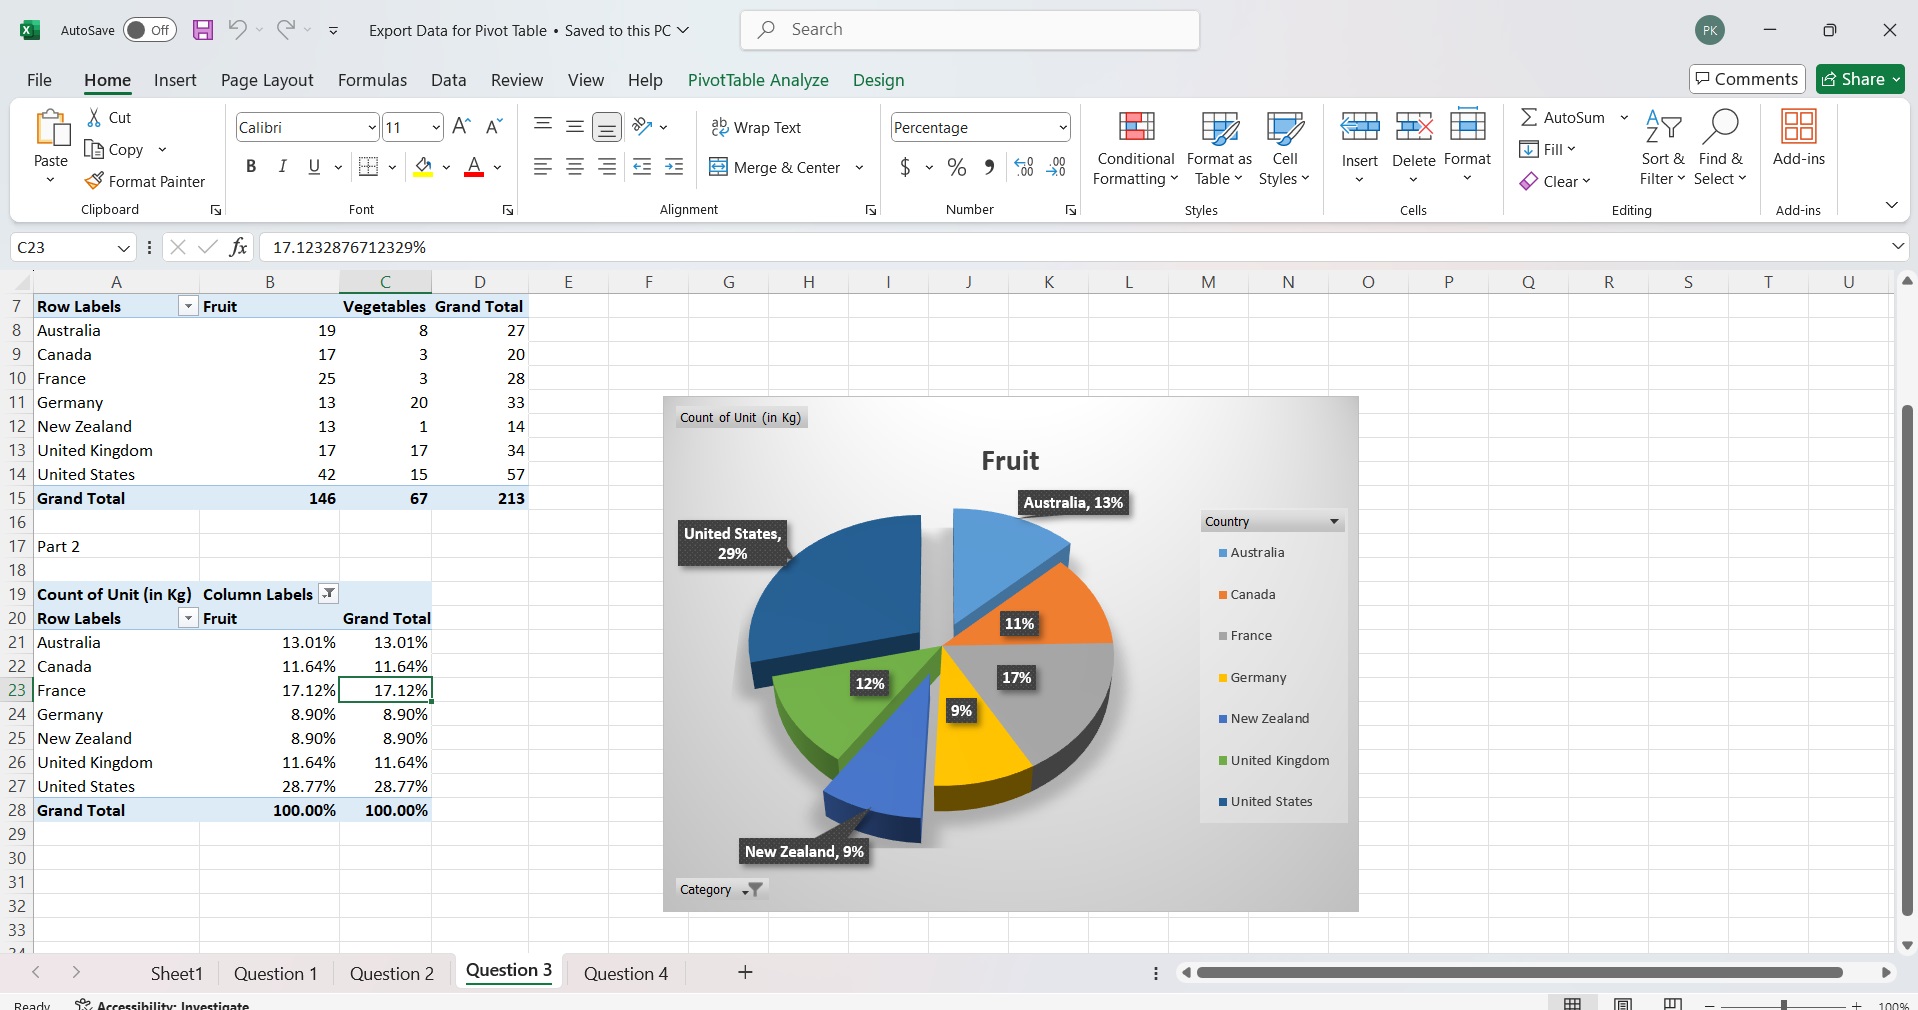 AutoSave Off Export Data for Pivot Table • Saved to this PC Search PK
File Home Insert Page Layout Formulas Data Review View Help PivotTable Analyze Design Comments Share
Paste
Cut
Copy
Format Painter
Clipboard
Calibri 11
B I U A
Font
Wrap Text
Merge & Center
Alignment
Percentage
$ % , .00 .00
Number
Conditional Formatting
Format as Table
Cell Styles
Styles
Insert Delete Format
Cells
AutoSum
Fill
Clear
Sort & Filter
Find & Select
Editing
Add-ins
Add-ins
C23 fx 17.1232876712329%
A B C D E F G H I J K L M N O P Q R S T U
7 Row Labels Fruit Vegetables Grand Total
8 Australia 19 8 27
9 Canada 17 3 20
10 France 25 3 28
11 Germany 13 20 33
12 New Zealand 13 1 14
13 United Kingdom 17 17 34
14 United States 42 15 57
15 Grand Total 146 67 213
16
17 Part 2
18
19 Count of Unit (in Kg) Column Labels
20 Row Labels Fruit Grand Total
21 Australia 13.01% 13.01%
22 Canada 11.64% 11.64%
23 France 17.12% 17.12%
24 Germany 8.90% 8.90%
25 New Zealand 8.90% 8.90%
26 United Kingdom 11.64% 11.64%
27 United States 28.77% 28.77%
28 Grand Total 100.00% 100.00%
29
30
31
32
33
34
Count of Unit (in Kg)
Fruit
Australia, 13%
United States,
29%
11%
17%
12%
9%
New Zealand, 9%
Country
Australia
Canada
France
Germany
New Zealand
United Kingdom
United States
Category
Sheet1 Question 1 Question 2 Question 3 Question 4
Ready Accessibility: Investigate 100%